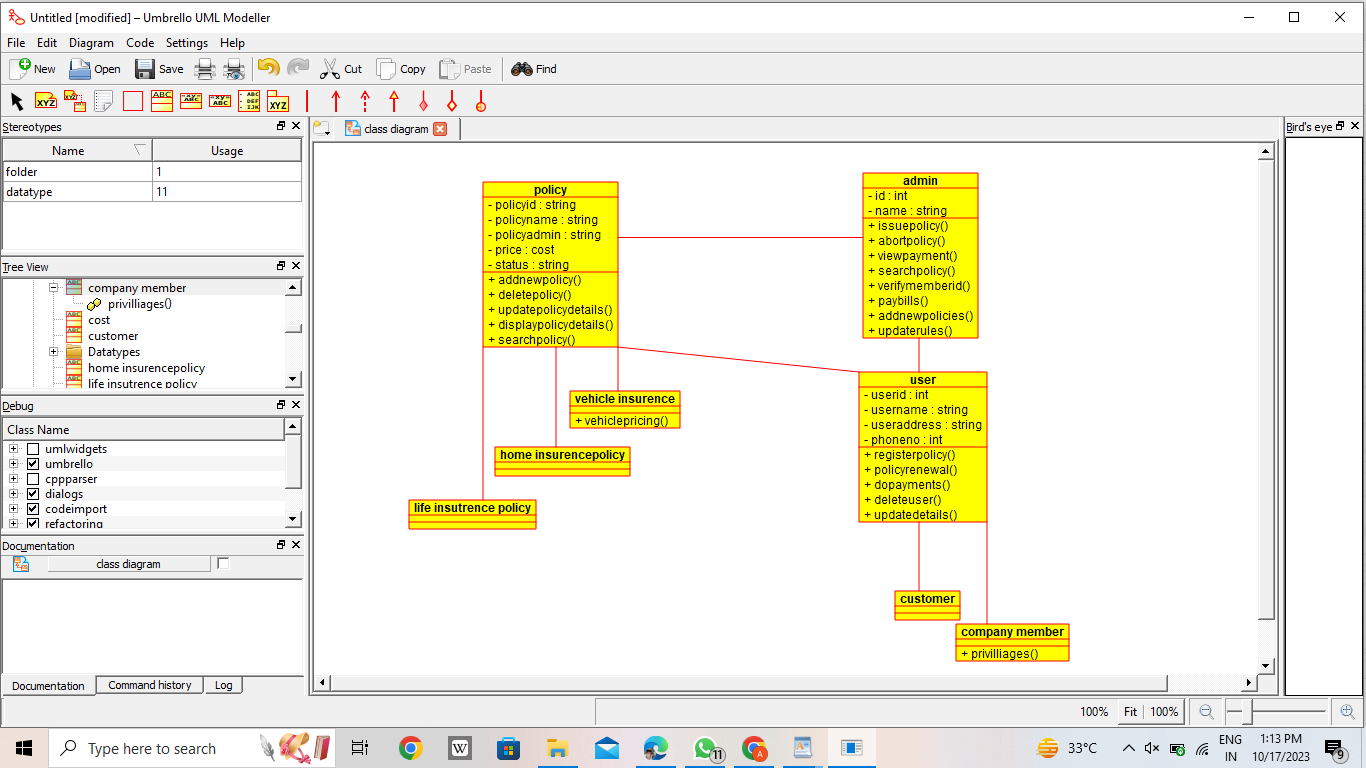 Untitled [modified] – Umbrello UML Modeller
File Edit Diagram Code Settings Help
New Open Save Cut Copy Paste Find
Stereotypes
Name Usage
folder 1
datatype 11
Tree View
company member
privilliages()
cost
customer
Datatypes
home insurencepolicy
life insutrence policy
Debug
Class Name
umlwidgets
umbrello
cppparser
dialogs
codeimport
refactoring
Documentation
class diagram
Documentation Command history Log
class diagram
policy
- policyid : string
- policyname : string
- policyadmin : string
- price : cost
- status : string
+ addnewpolicy()
+ deletepolicy()
+ updatepolicydetails()
+ displaypolicydetails()
+ searchpolicy()
admin
- id : int
- name : string
+ issuepolicy()
+ abortpolicy()
+ viewpayment()
+ searchpolicy()
+ verifymemberid()
+ paybills()
+ addnewpolicies()
+ updaterules()
vehicle insurence
+ vehiclepricing()
home insurencepolicy
life insutrence policy
user
- userid : int
- username : string
- useraddress : string
- phoneno : int
+ registerpolicy()
+ policyrenewal()
+ dopayments()
+ deleteuser()
+ updatedetails()
customer
company member
+ privilliages()
Bird's eye
100% Fit 100%
Type here to search
11
33°C
ENG
IN
1:13 PM
10/17/2023
9